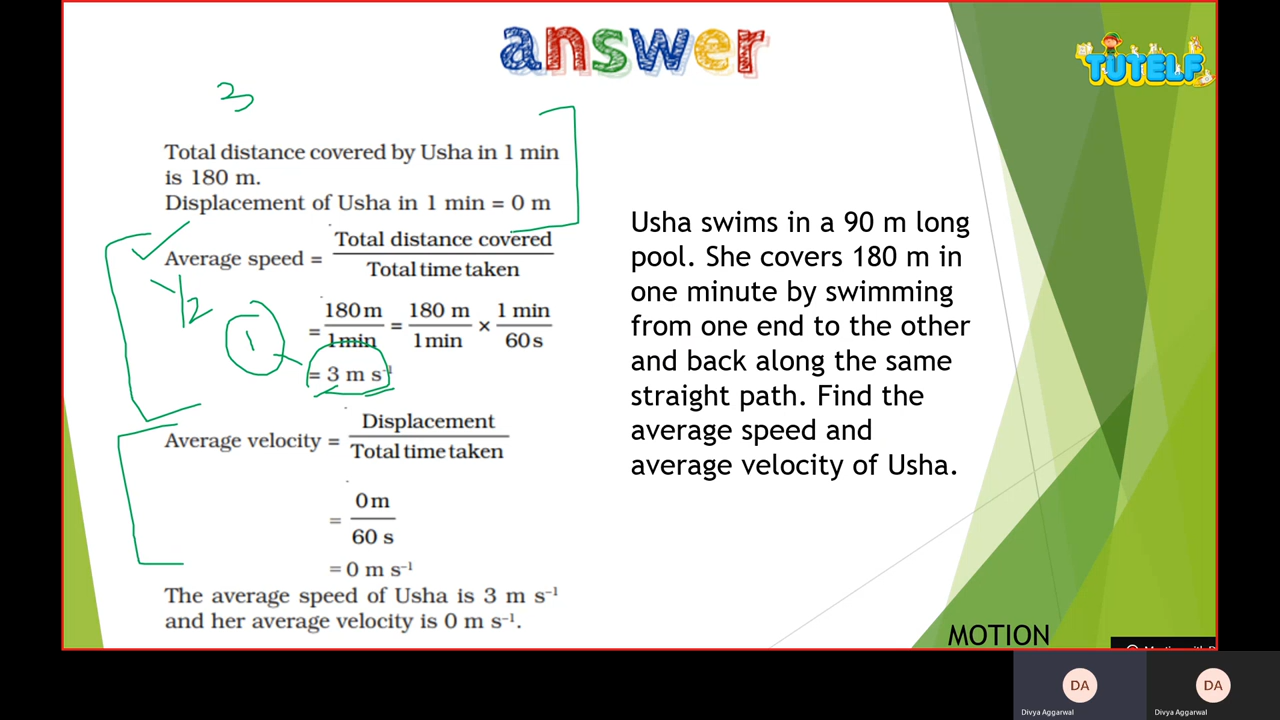 answer
TUTELF
3
Total distance covered by Usha in 1 min
is 180 m.
Displacement of Usha in 1 min = 0 m
Average speed = Total distance covered
Total time taken
1/2
1
= 180 m / 1 min = 180 m / 1 min × 1 min / 60 s
= 3 m s⁻¹
Average velocity = Displacement
Total time taken
= 0 m / 60 s
= 0 m s⁻¹
The average speed of Usha is 3 m s⁻¹
and her average velocity is 0 m s⁻¹.
Usha swims in a 90 m long
pool. She covers 180 m in
one minute by swimming
from one end to the other
and back along the same
straight path. Find the
average speed and
average velocity of Usha.
MOTION
DA
Divya Aggarwal
DA
Divya Aggarwal